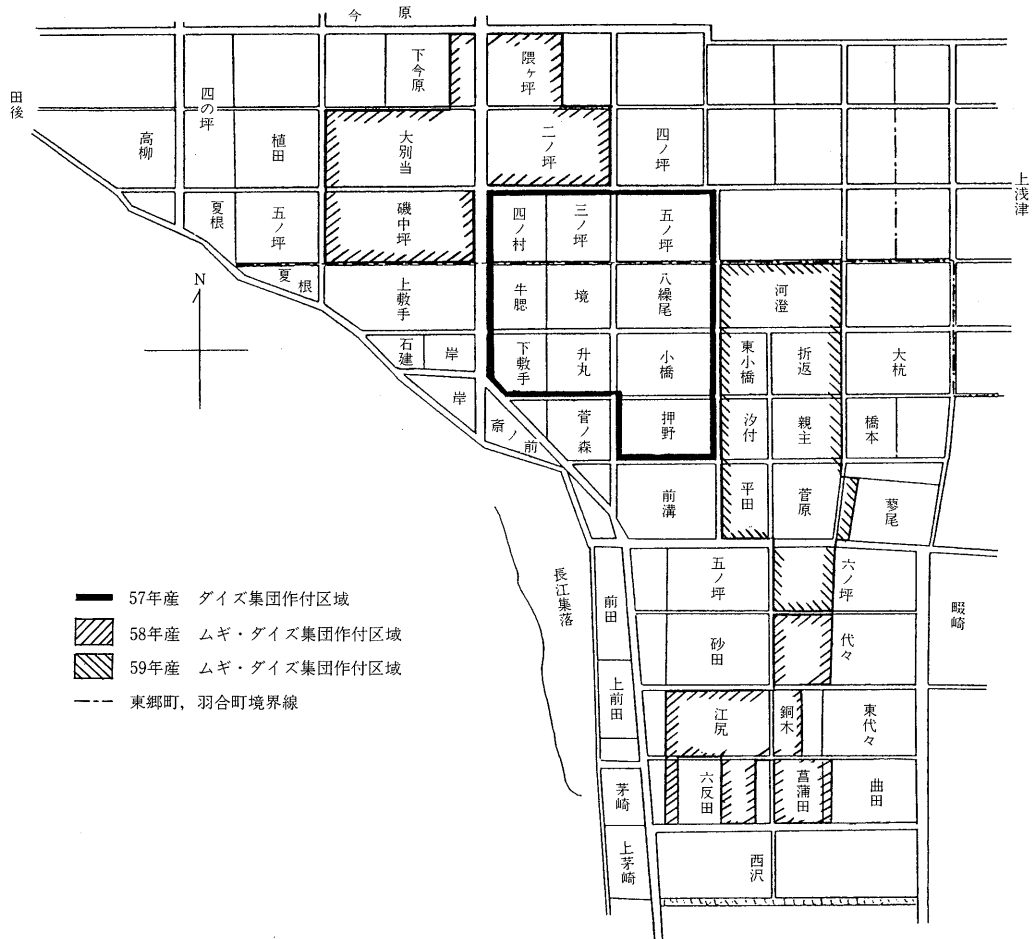 今原
田後
上浅津
下今原
隈ヶ坪
四の坪
高柳
植田
大別当
二ノ坪
四ノ坪
夏根
五ノ坪
磯中坪
四ノ村
三ノ坪
五ノ坪
夏根
上敷手
牛腮
境
八繰尾
河澄
石建
岸
下敷手
升丸
小橋
東小橋
折返
大杭
岸
斎ノ前
菅ノ森
押野
汐付
親主
橋本
前溝
平田
菅原
蓼尾
N
長江集落
前田
五ノ坪
六ノ坪
畷崎
砂田
代々
上前田
江尻
銅木
東代々
茅崎
六反田
菖蒲田
曲田
上茅崎
西沢
57年産 ダイズ集団作付区域
58年産 ムギ・ダイズ集団作付区域
59年産 ムギ・ダイズ集団作付区域
東郷町，羽合町境界線